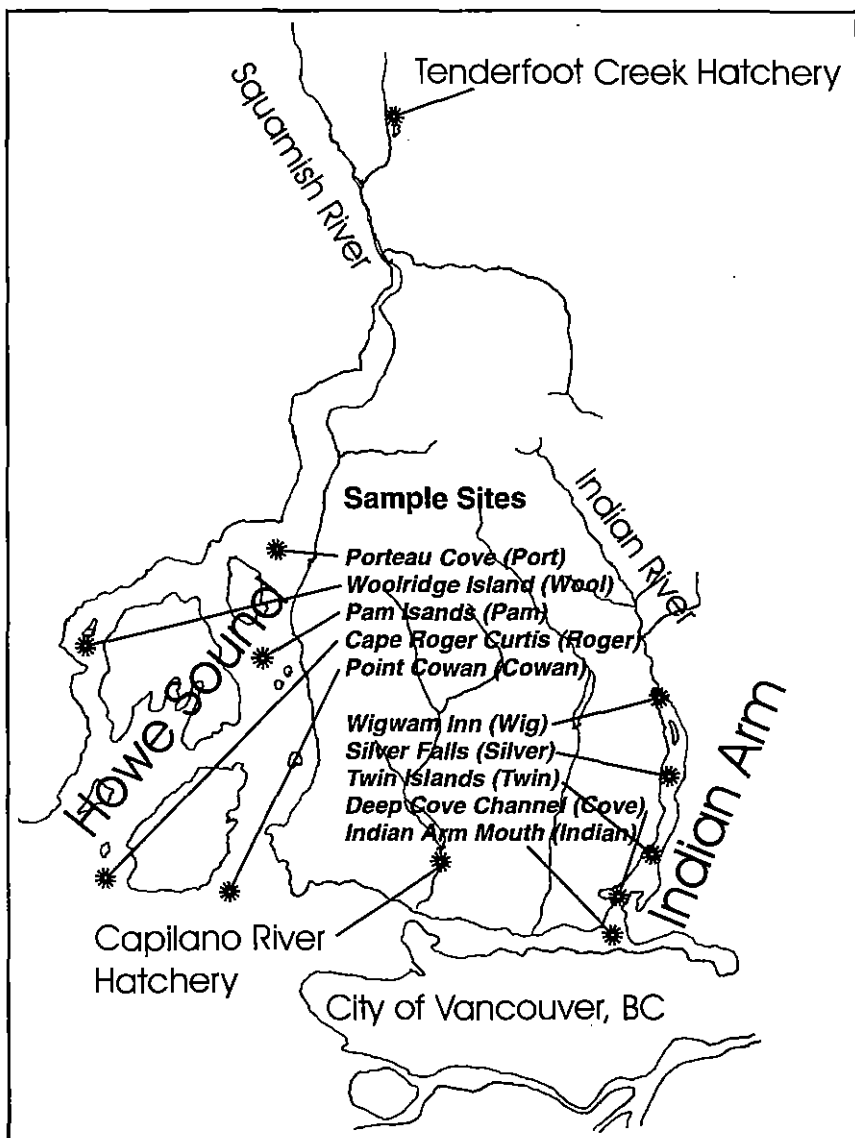 Tenderfoot Creek Hatchery
Squamish River
Indian River
Sample Sites
Porteau Cove (Port)
Woolridge Island (Wool)
Pam Isands (Pam)
Cape Roger Curtis (Roger)
Point Cowan (Cowan)
Wigwam Inn (Wig)
Silver Falls (Silver)
Twin Islands (Twin)
Deep Cove Channel (Cove)
Indian Arm Mouth (Indian)
Howe Sound
Indian Arm
Capilano River
Hatchery
City of Vancouver, BC